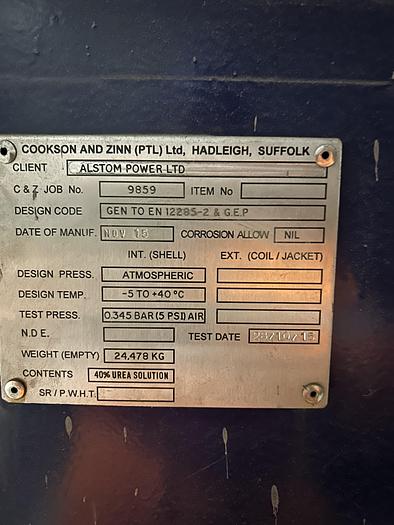 COOKSON AND ZINN (PTL) Ltd, HADLEIGH, SUFFOLK
CLIENT ALSTOM POWER LTD
C & Z JOB No. 9859 ITEM No
DESIGN CODE GEN TO EN 12285-2 & G.E.P
DATE OF MANUF. NOV 15 CORROSION ALLOW NIL
INT. (SHELL) EXT. (COIL / JACKET)
DESIGN PRESS. ATMOSPHERIC
DESIGN TEMP. -5 TO +40 °C
TEST PRESS. 0.345 BAR (5 PSI) AIR
N.D.E. TEST DATE 28/10/15
WEIGHT (EMPTY) 24,478 KG
CONTENTS 40% UREA SOLUTION
SR / P.W.H.T.